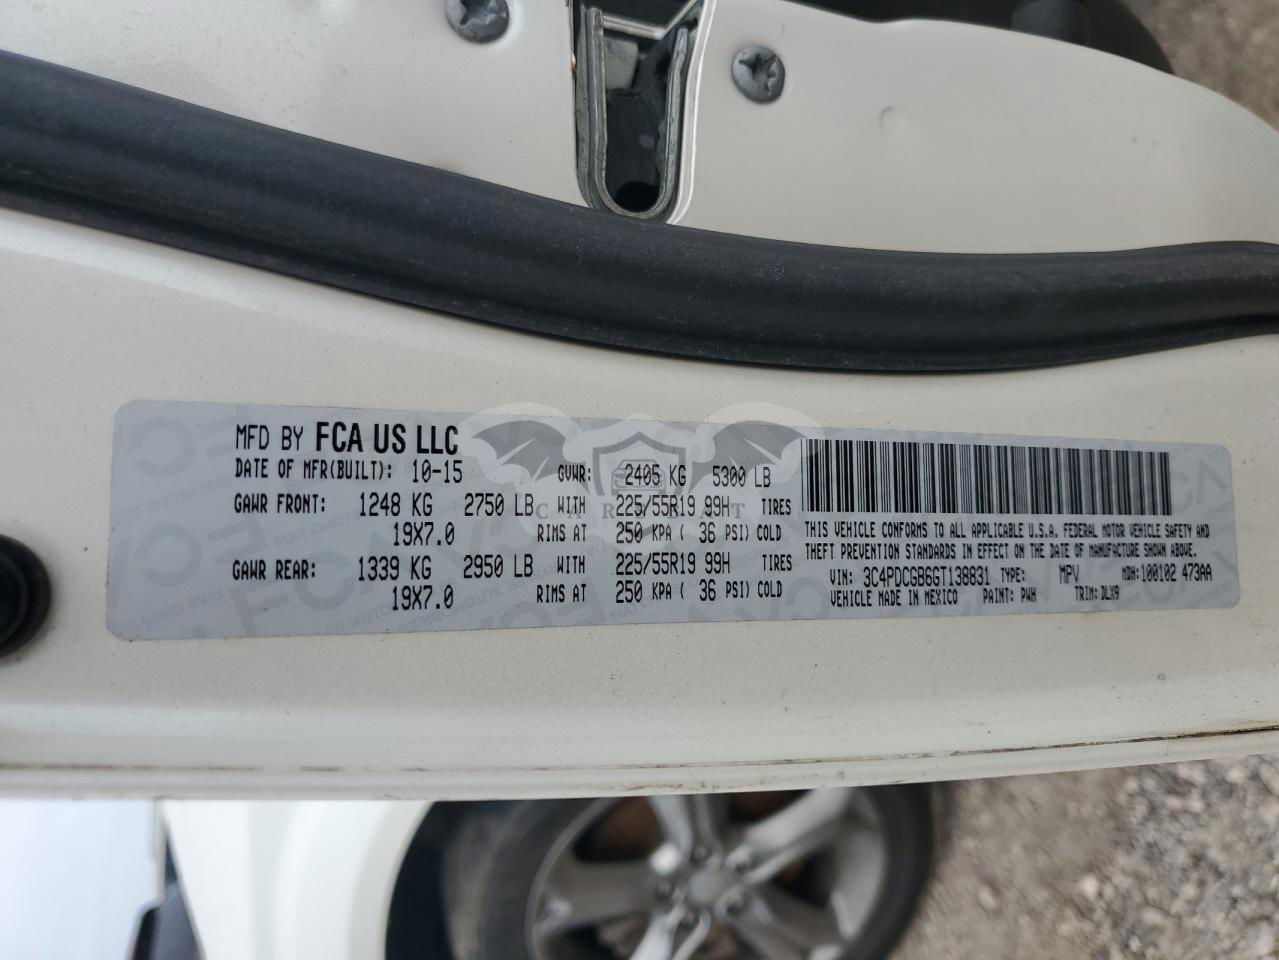 MFD BY FCA US LLC
DATE OF MFR(BUILT): 10-15 GVWR: 2405 KG 5300 LB
GAWR FRONT: 1248 KG 2750 LB WITH 225/55R19 99H TIRES
19X7.0 RIMS AT 250 KPA ( 36 PSI) COLD
GAWR REAR: 1339 KG 2950 LB WITH 225/55R19 99H TIRES
19X7.0 RIMS AT 250 KPA ( 36 PSI) COLD
THIS VEHICLE CONFORMS TO ALL APPLICABLE U.S.A. FEDERAL MOTOR VEHICLE SAFETY AND
THEFT PREVENTION STANDARDS IN EFFECT ON THE DATE OF MANUFACTURE SHOWN ABOVE.
VIN: 3C4PDCGB6GT138831 TYPE: MPV MDH: 100102 473AA
VEHICLE MADE IN MEXICO PAINT: PWH TRIM: DLX9